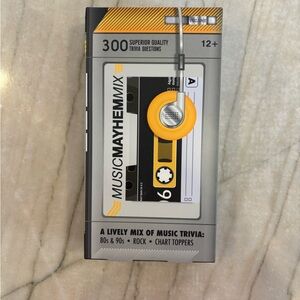 300 SUPERIOR QUALITY
TRIVIA QUESTIONS
12+
MUSICMAYHEMMIX
A
A LIVELY MIX OF MUSIC TRIVIA:
80s & 90s • ROCK • CHART TOPPERS